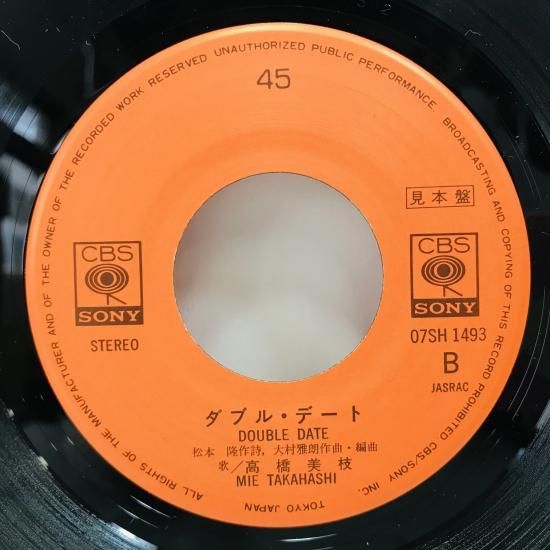 ALL RIGHTS OF THE MANUFACTURER AND OF THE OWNER OF THE RECORDED WORK RESERVED UNAUTHORIZED PUBLIC PERFORMANCE, BROADCASTING AND COPYING OF THIS RECORD PROHIBITED CBS/SONY INC. TOKYO JAPAN
45
見本盤
CBS
SONY
STEREO
CBS
SONY
07SH 1493
B
JASRAC
ダブル・デート
DOUBLE DATE
松本 隆作詩, 大村雅朗作曲・編曲
歌/高橋美枝
MIE TAKAHASHI